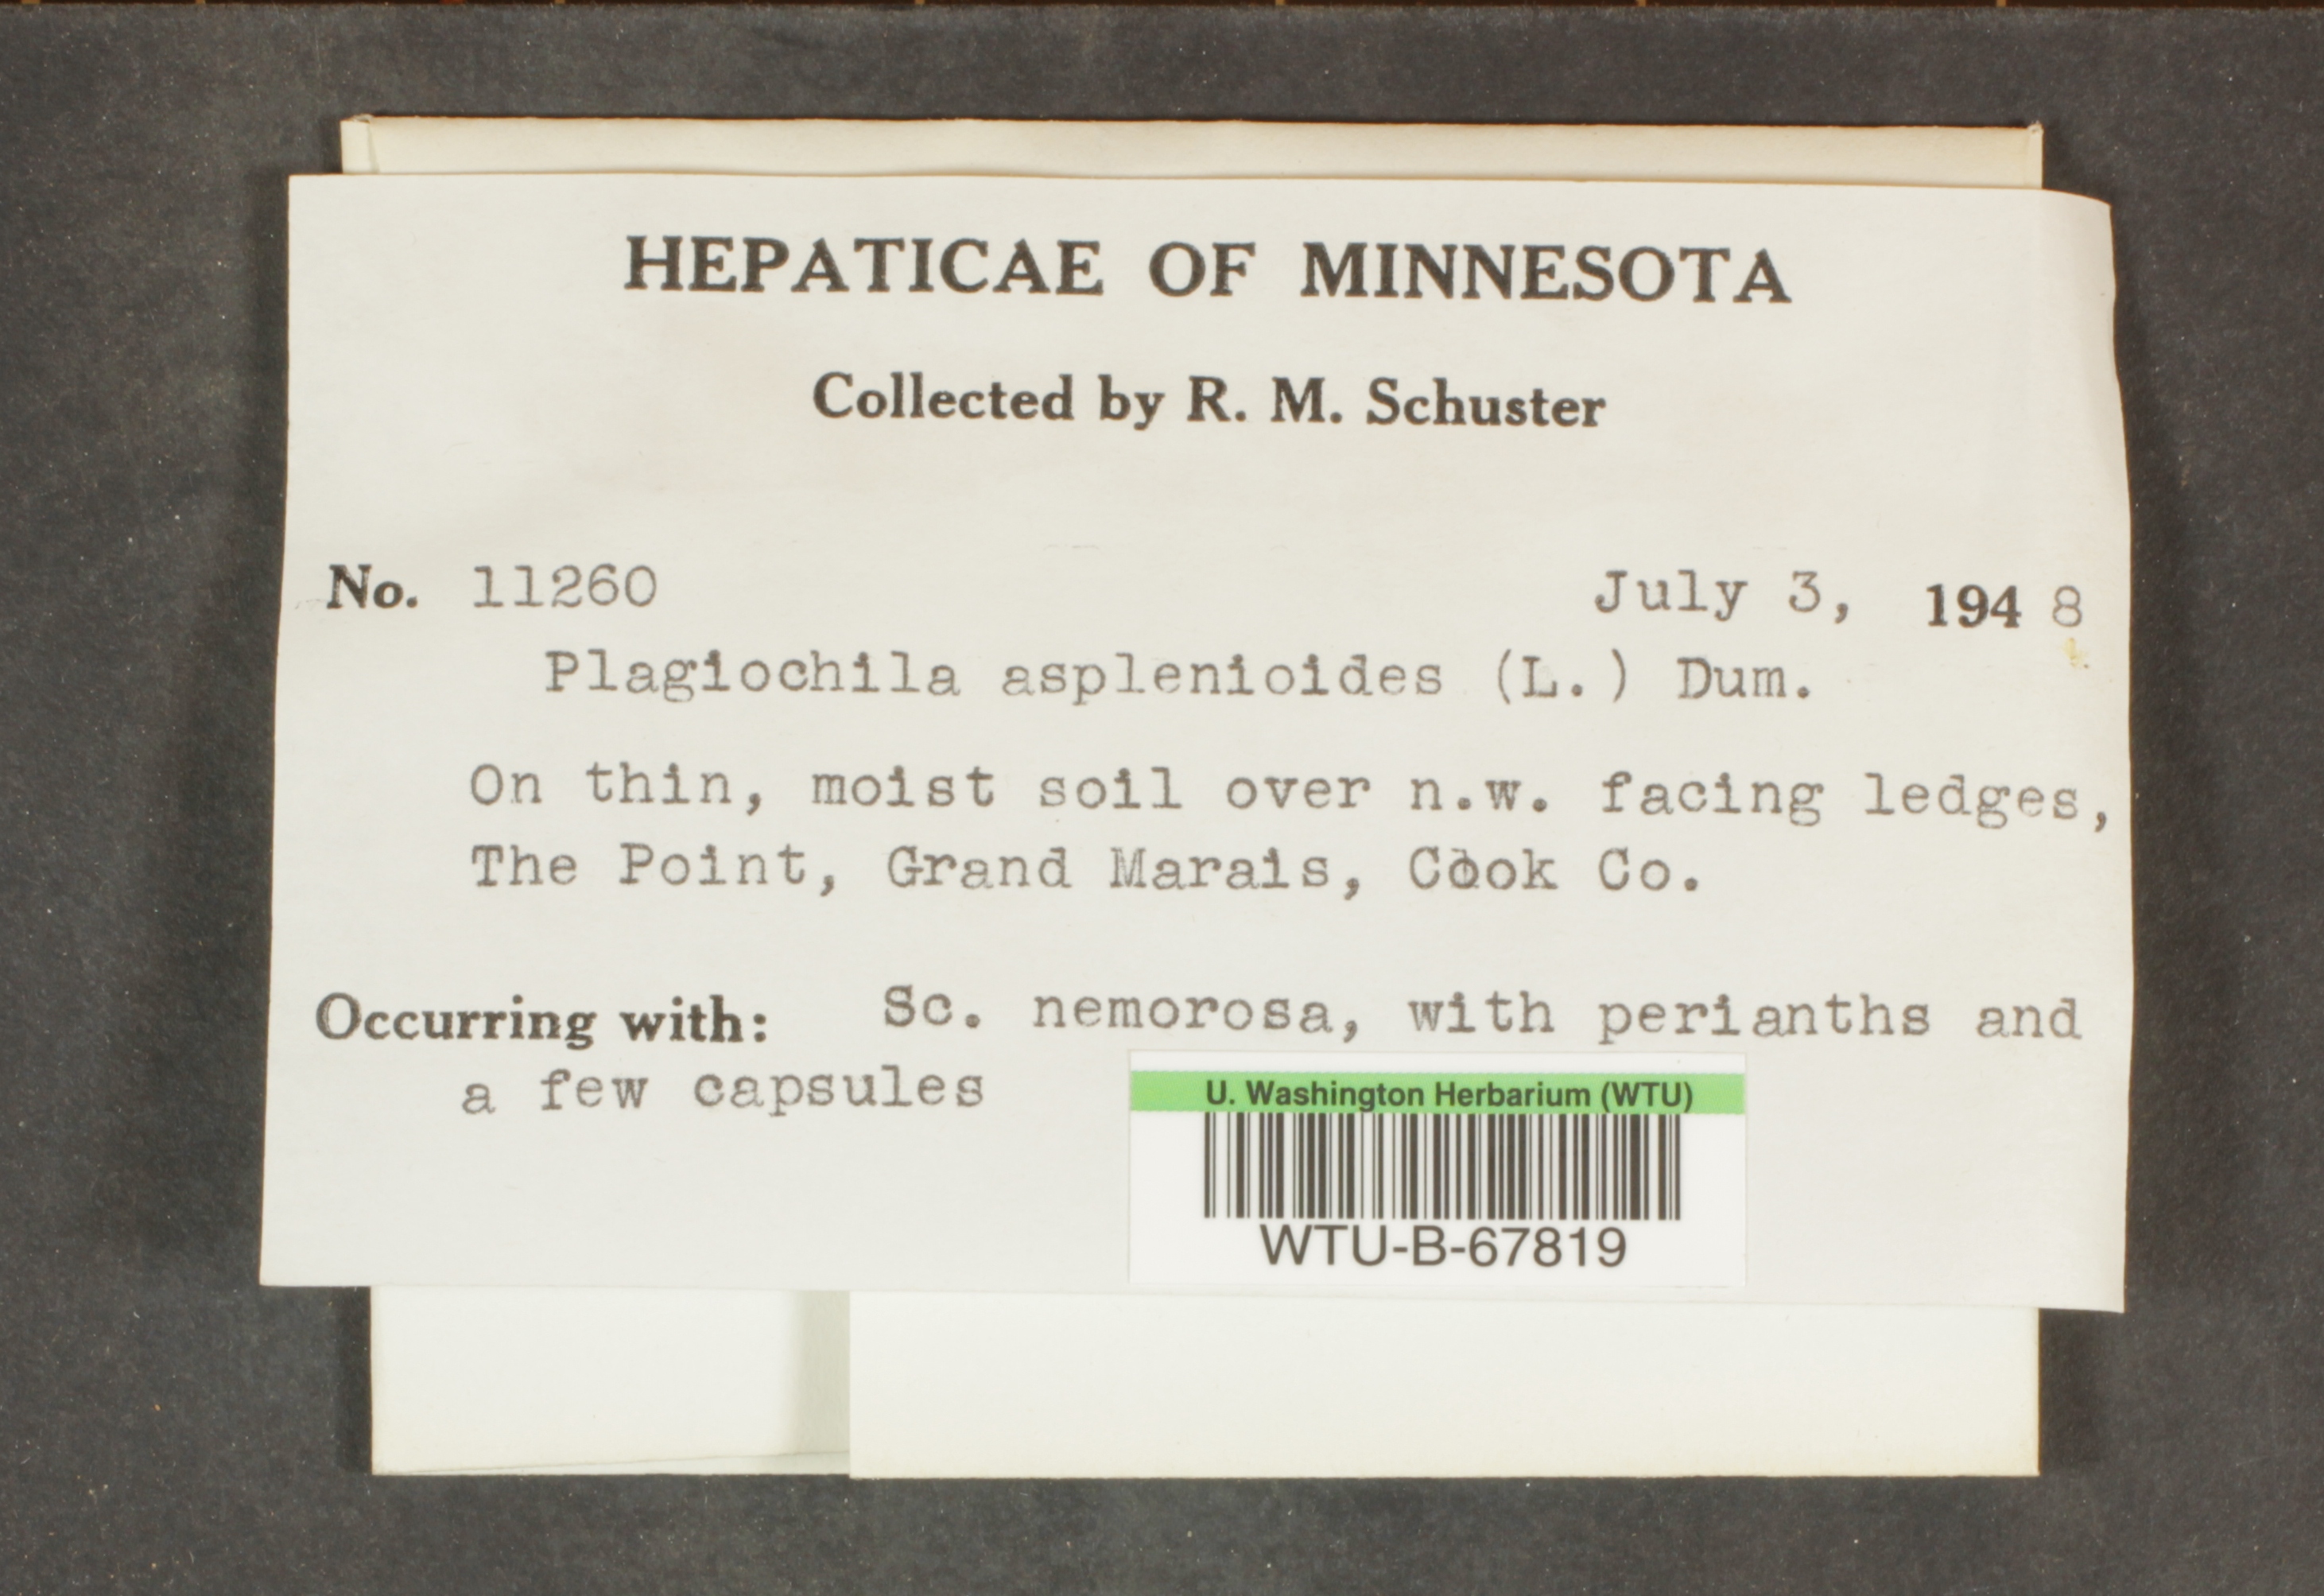 HEPATICAE OF MINNESOTA
Collected by R. M. Schuster
No. 11260 July 3, 1948
Plagiochila asplenioides (L.) Dum.
On thin, moist soil over n.w. facing ledges,
The Point, Grand Marais, Cook Co.
Occurring with: Sc. nemorosa, with perianths and
a few capsules
U. Washington Herbarium (WTU)
WTU-B-67819